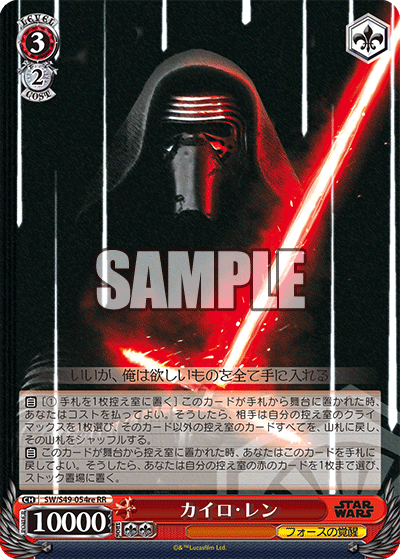 LEVEL
3
2
COST
SAMPLE
いいか、俺は欲しいものを全て手に入れる
自［① 手札を1枚控え室に置く］このカードが手札から舞台に置かれた時、
あなたはコストを払ってよい。そうしたら、相手は自分の控え室のクライ
マックスを1枚選び、そのカード以外の控え室のカードすべてを、山札に戻し、
その山札をシャッフルする。
自 このカードが舞台から控え室に置かれた時、あなたはこのカードを手札
に戻してよい。そうしたら、あなたは自分の控え室の赤のカードを1枚まで選び、
ストック置場に置く。
CH SW/S49-054re RR
POWER
10000
カイロ・レン
STAR WARS
フォースの覚醒
©&™Lucasfilm Ltd.